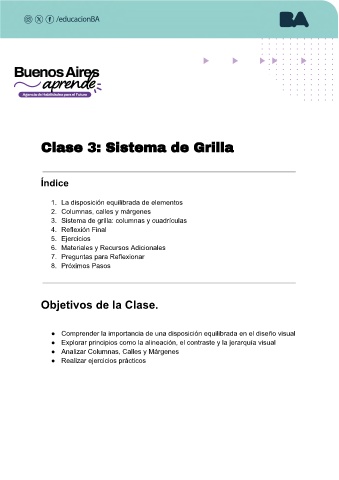 /educacionBA
BA
Buenos Aires
aprende
Agencia de Habilidades para el Futuro
Clase 3: Sistema de Grilla
Índice
1. La disposición equilibrada de elementos
2. Columnas, calles y márgenes
3. Sistema de grilla: columnas y cuadrículas
4. Reflexión Final
5. Ejercicios
6. Materiales y Recursos Adicionales
7. Preguntas para Reflexionar
8. Próximos Pasos
Objetivos de la Clase.
● Comprender la importancia de una disposición equilibrada en el diseño visual
● Explorar principios como la alineación, el contraste y la jerarquía visual
● Analizar Columnas, Calles y Márgenes
● Realizar ejercicios prácticos